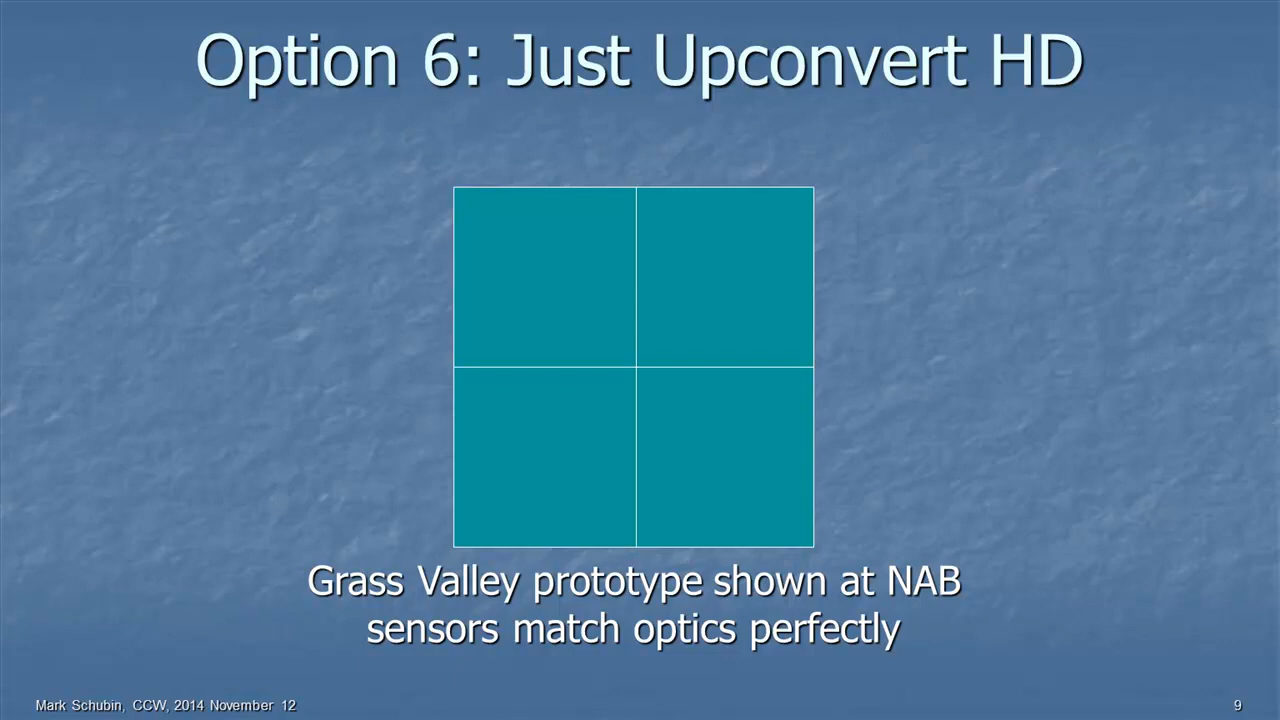 Option 6: Just Upconvert HD
Grass Valley prototype shown at NAB
sensors match optics perfectly
Mark Schubin, CCW, 2014 November 12
9